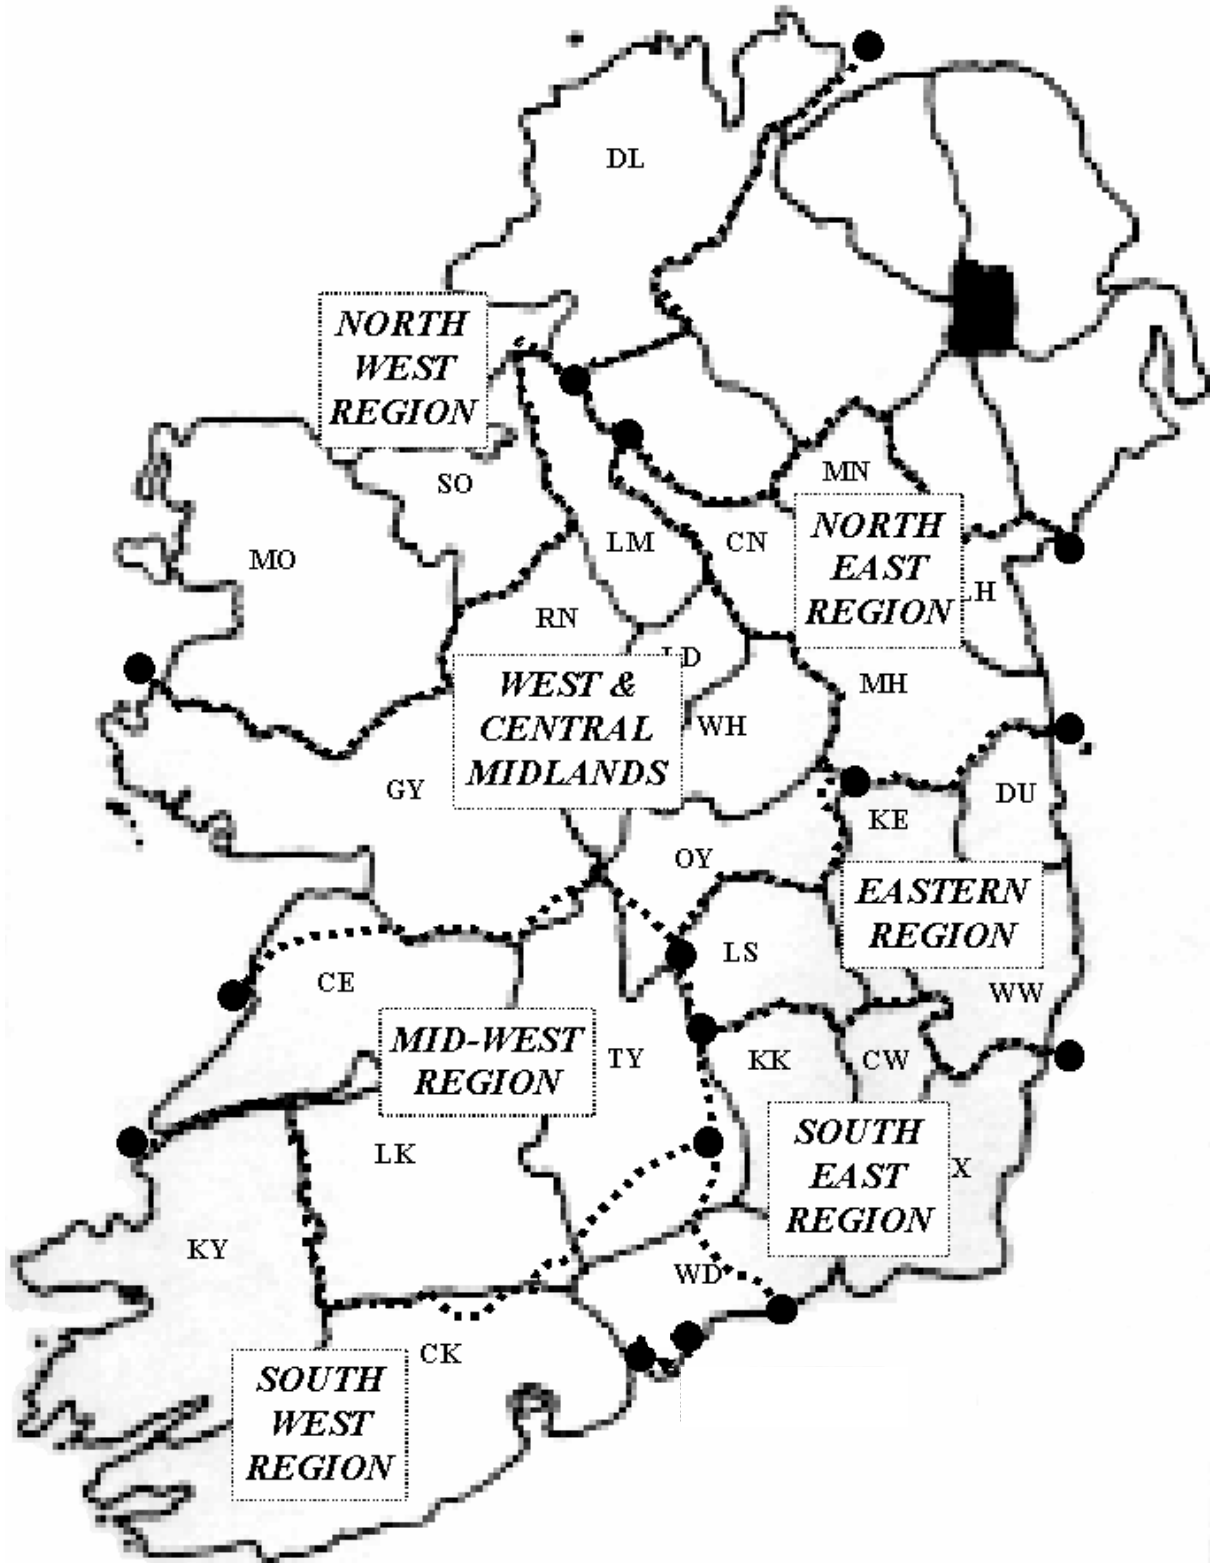 DL
NORTH
WEST
REGION
SO
MN
MO
LM
CN
NORTH
EAST
REGION
LH
RN
LD
WEST &
CENTRAL
MIDLANDS
MH
WH
GY
DU
KE
OY
EASTERN
REGION
LS
CE
WW
MID-WEST
REGION
TY
KK
CW
LK
SOUTH
EAST
REGION
X
KY
WD
CK
SOUTH
WEST
REGION